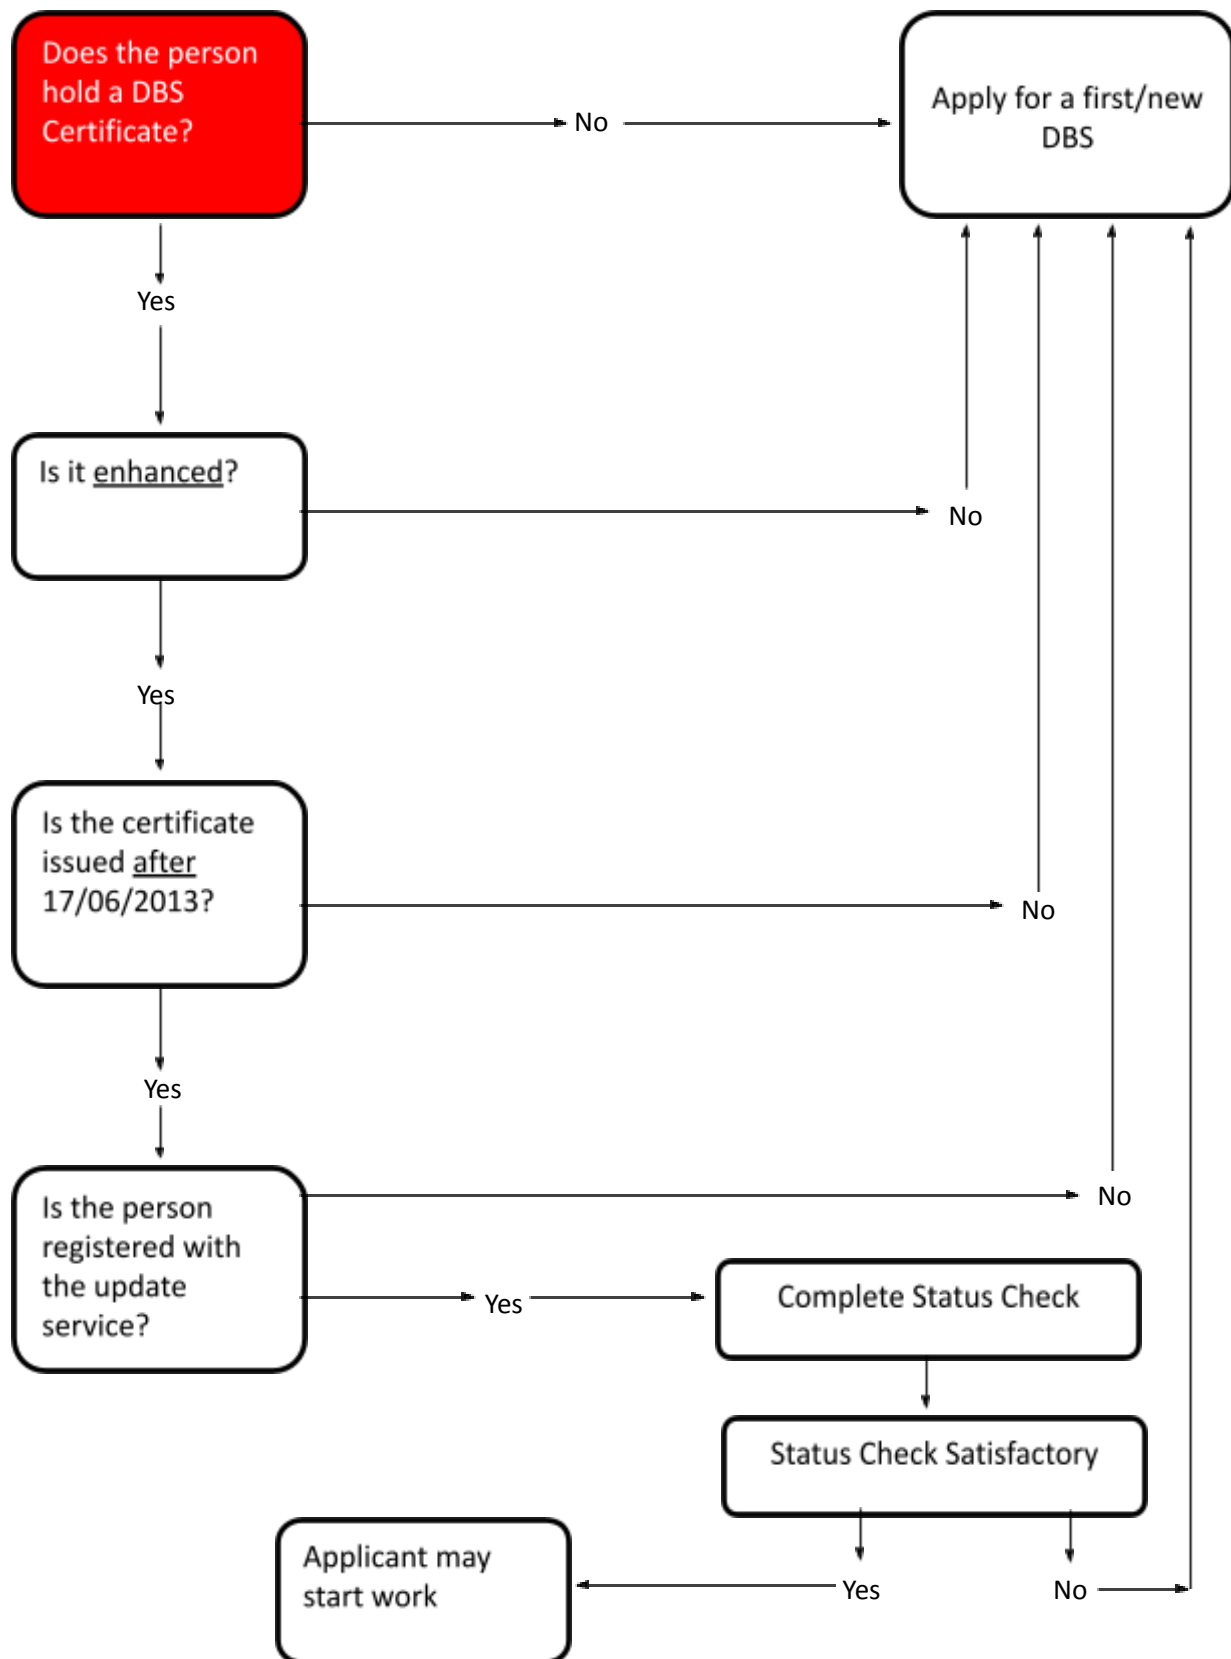 Does the person
hold a DBS
Certificate?
No
Apply for a first/new
DBS
Yes
Is it enhanced?
No
Yes
Is the certificate
issued after
17/06/2013?
No
Yes
Is the person
registered with
the update
service?
No
Yes
Complete Status Check
Status Check Satisfactory
Applicant may
start work
Yes
No